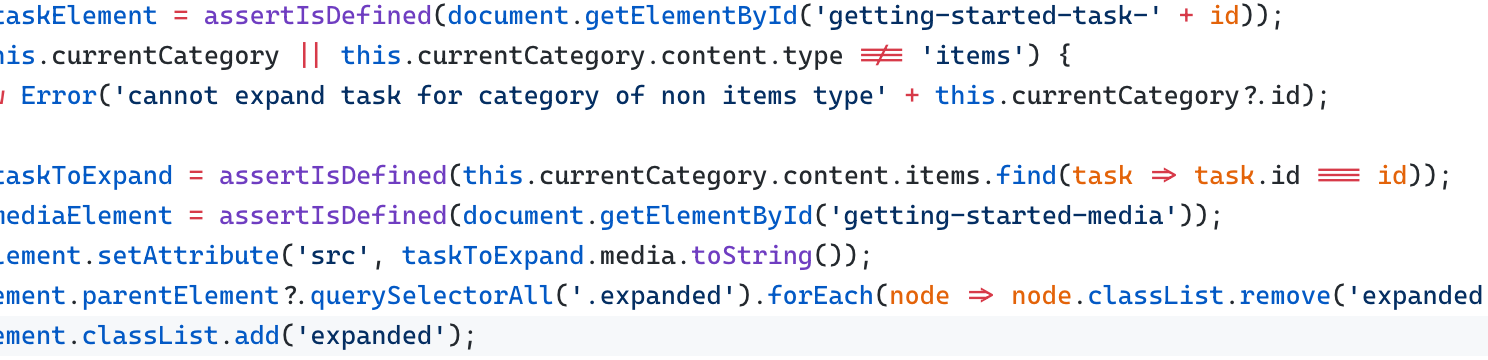 taskElement = assertIsDefined(document.getElementById('getting-started-task-' + id));
his.currentCategory || this.currentCategory.content.type !== 'items') {
w Error('cannot expand task for category of non items type' + this.currentCategory?.id);
taskToExpand = assertIsDefined(this.currentCategory.content.items.find(task => task.id === id));
mediaElement = assertIsDefined(document.getElementById('getting-started-media'));
lement.setAttribute('src', taskToExpand.media.toString());
ement.parentElement?.querySelectorAll('.expanded').forEach(node => node.classList.remove('expanded
ement.classList.add('expanded');